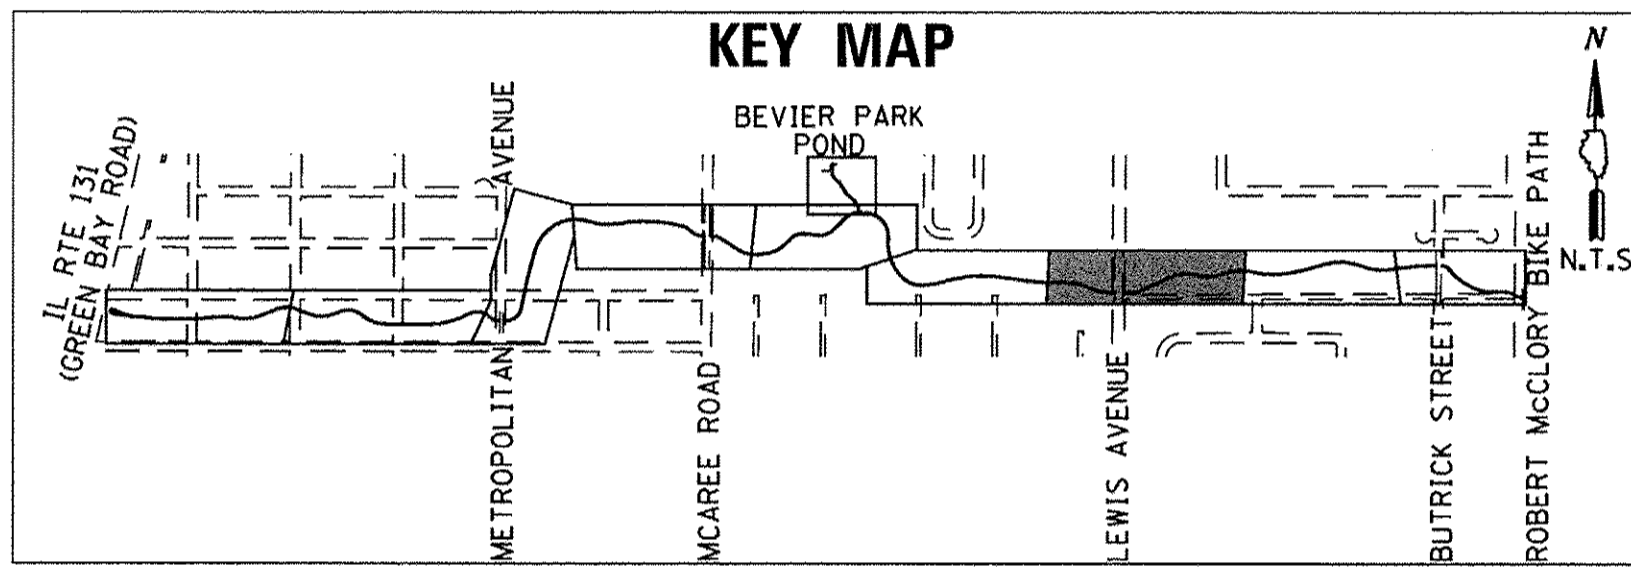 KEY MAP
N
N.T.S
BEVIER PARK
POND
IL RTE 131
(GREEN BAY ROAD)
METROPOLITAN AVENUE
MCAREE ROAD
LEWIS AVENUE
BUTRICK STREET
ROBERT McCLORY BIKE PATH